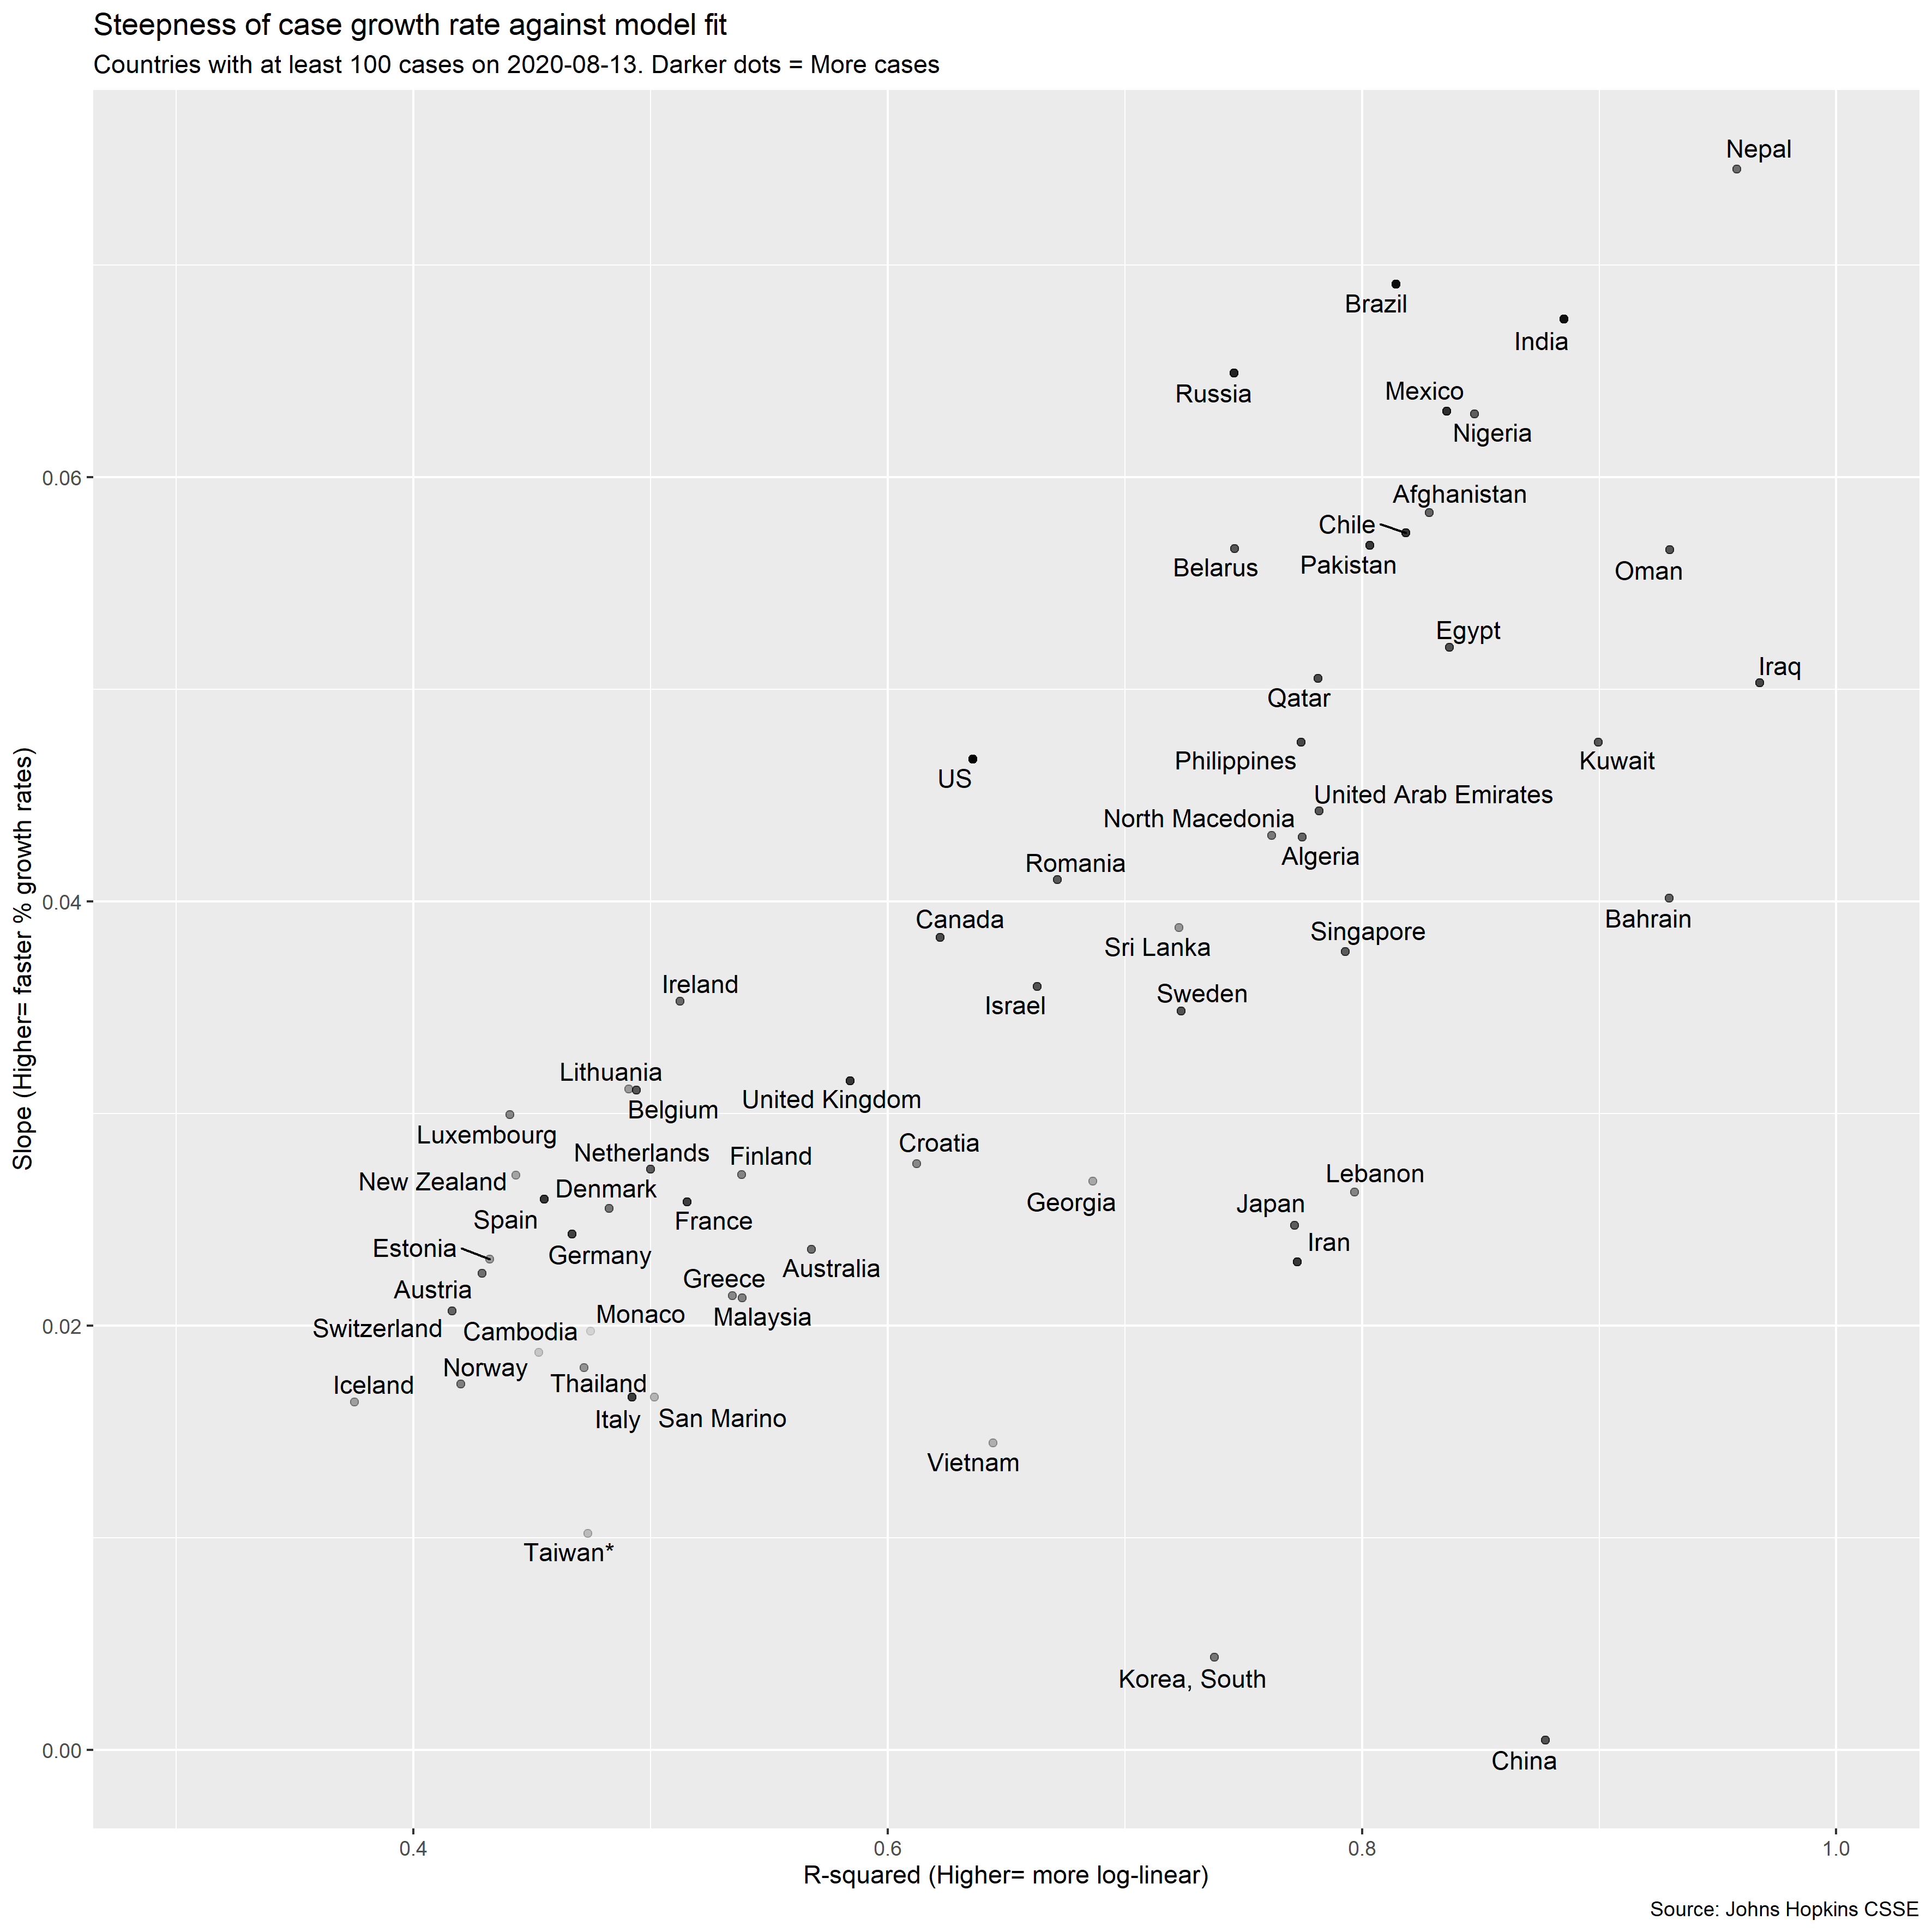 Steepness of case growth rate against model fit
Countries with at least 100 cases on 2020-08-13. Darker dots = More cases
Nepal
Brazil
India
Russia
Mexico
Nigeria
0.06
Afghanistan
Chile
Belarus
Pakistan
Oman
Egypt
Iraq
Qatar
Philippines
Kuwait
US
United Arab Emirates
North Macedonia
Algeria
Romania
0.04
Canada
Bahrain
Singapore
Sri Lanka
Ireland
Israel
Sweden
Slope (Higher= faster % growth rates)
Lithuania
United Kingdom
Belgium
Luxembourg
Croatia
Netherlands
Finland
New Zealand
Denmark
Lebanon
Georgia
Japan
Spain
France
Estonia
Germany
Iran
Australia
Greece
Austria
Monaco
Malaysia
0.02
Switzerland
Cambodia
Norway
Iceland
Thailand
Italy
San Marino
Vietnam
Taiwan*
Korea, South
0.00
China
0.4
0.6
0.8
1.0
R-squared (Higher= more log-linear)
Source: Johns Hopkins CSSE